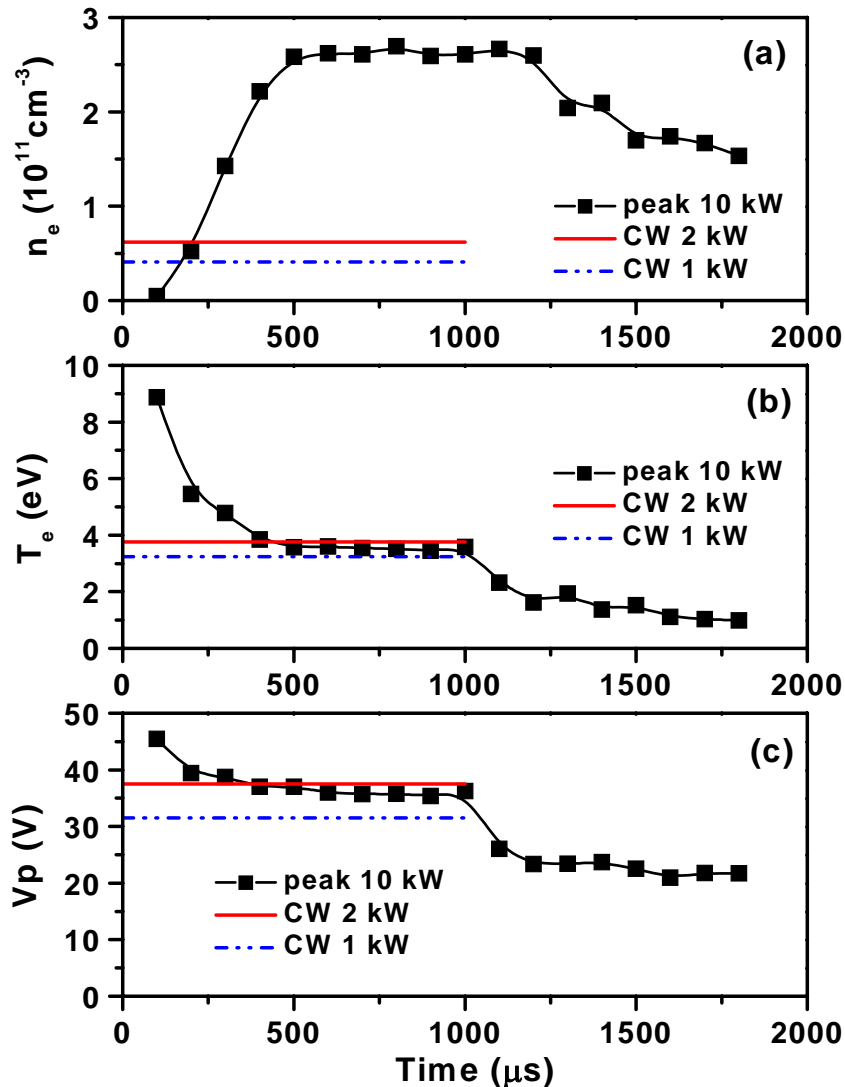 (a)
n_e (10^11 cm^-3)
3
2
1
0
peak 10 kW
CW 2 kW
CW 1 kW
0 500 1000 1500 2000
(b)
T_e (eV)
10
8
6
4
2
0
peak 10 kW
CW 2 kW
CW 1 kW
0 500 1000 1500 2000
(c)
Vp (V)
50
40
30
20
10
0
peak 10 kW
CW 2 kW
CW 1 kW
0 500 1000 1500 2000
Time (μs)